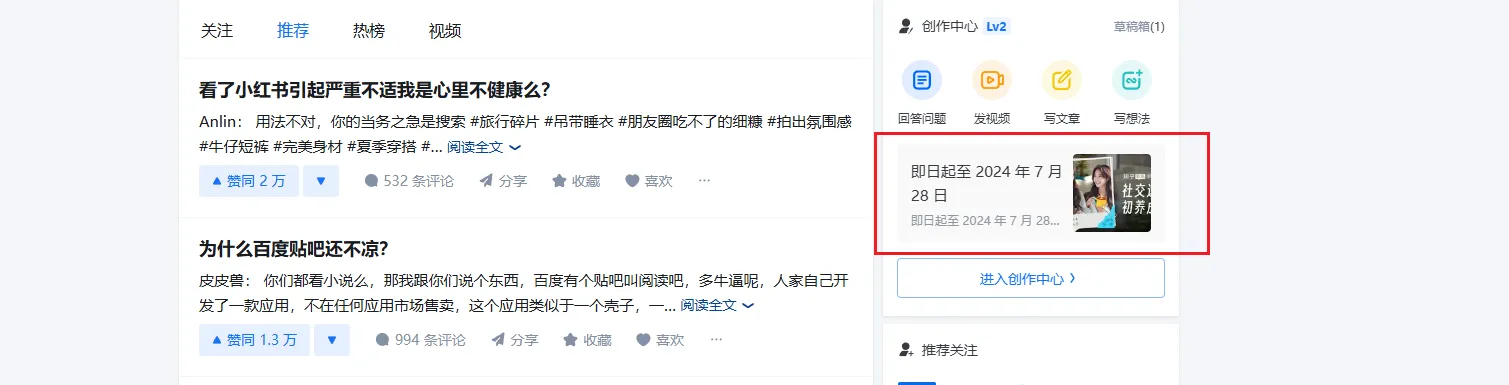 关注 推荐 热榜 视频
看了小红书引起严重不适我是心里不健康么?
Anlin： 用法不对，你的当务之急是搜索 #旅行碎片 #吊带睡衣 #朋友圈吃不了的细糠 #拍出氛围感
#牛仔短裤 #完美身材 #夏季穿搭 #... 阅读全文
赞同 2 万 532 条评论 分享 收藏 喜欢 ···
为什么百度贴吧还不凉?
皮皮兽： 你们都看小说么，那我跟你们说个东西，百度有个贴吧叫阅读吧，多牛逼呢，人家自己开
发了一款应用，不在任何应用市场售卖，这个应用类似于一个壳子，一... 阅读全文
赞同 1.3 万 994 条评论 分享 收藏 喜欢 ···
创作中心 Lv2 草稿箱(1)
回答问题 发视频 写文章 写想法
即日起至 2024 年 7 月
28 日
即日起至 2024 年 7 月 28...
社交
初养
进入创作中心
推荐关注